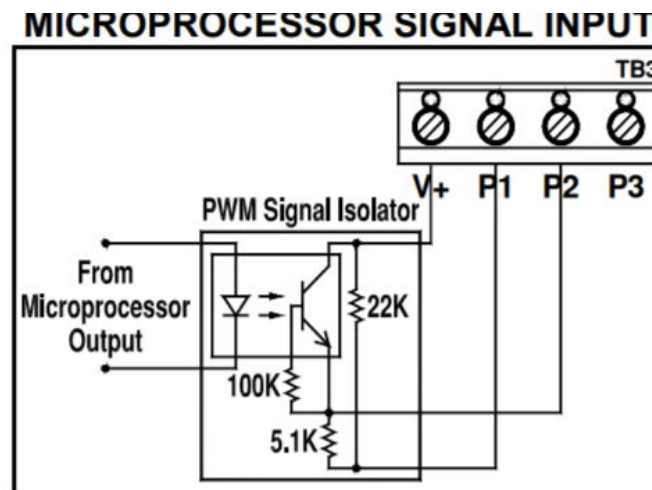 MICROPROCESSOR SIGNAL INPUT
TB3
V+ P1 P2 P3
PWM Signal Isolator
From
Microprocessor
Output
22K
100K
5.1K